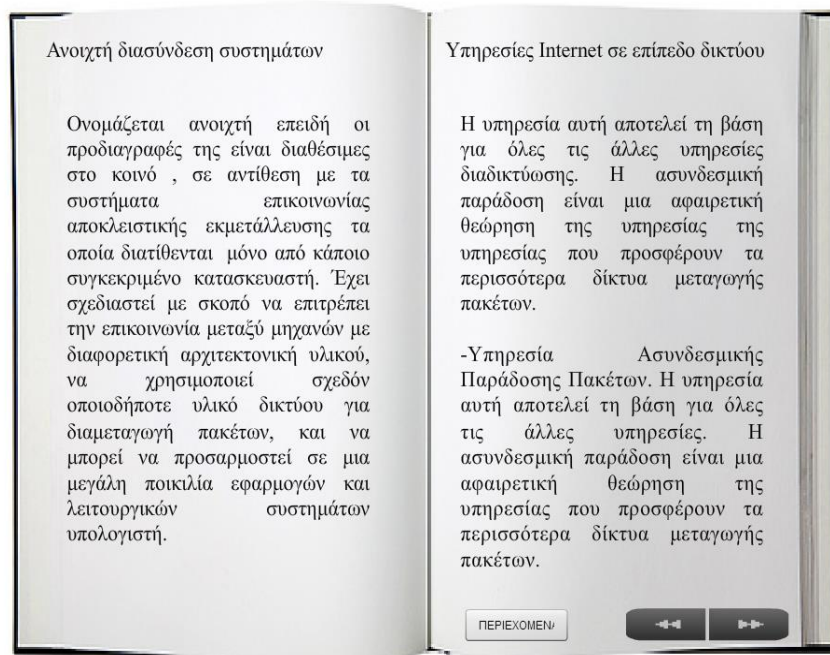 Ανοιχτή διασύνδεση συστημάτων
Ονομάζεται ανοιχτή επειδή οι
προδιαγραφές της είναι διαθέσιμες
στο κοινό , σε αντίθεση με τα
συστήματα επικοινωνίας
αποκλειστικής εκμετάλλευσης τα
οποία διατίθενται μόνο από κάποιο
συγκεκριμένο κατασκευαστή. Έχει
σχεδιαστεί με σκοπό να επιτρέπει
την επικοινωνία μεταξύ μηχανών με
διαφορετική αρχιτεκτονική υλικού,
να χρησιμοποιεί σχεδόν
οποιοδήποτε υλικό δικτύου για
διαμεταγωγή πακέτων, και να
μπορεί να προσαρμοστεί σε μια
μεγάλη ποικιλία εφαρμογών και
λειτουργικών συστημάτων
υπολογιστή.
Υπηρεσίες Internet σε επίπεδο δικτύου
Η υπηρεσία αυτή αποτελεί τη βάση
για όλες τις άλλες υπηρεσίες
διαδικτύωσης. Η ασυνδεσμική
παράδοση είναι μια αφαιρετική
θεώρηση της υπηρεσίας της
υπηρεσίας που προσφέρουν τα
περισσότερα δίκτυα μεταγωγής
πακέτων.
-Υπηρεσία Ασυνδεσμικής
Παράδοσης Πακέτων. Η υπηρεσία
αυτή αποτελεί τη βάση για όλες
τις άλλες υπηρεσίες. Η
ασυνδεσμική παράδοση είναι μια
αφαιρετική θεώρηση της
υπηρεσίας που προσφέρουν τα
περισσότερα δίκτυα μεταγωγής
πακέτων.
ΠΕΡΙΕΧΟΜΕΝ